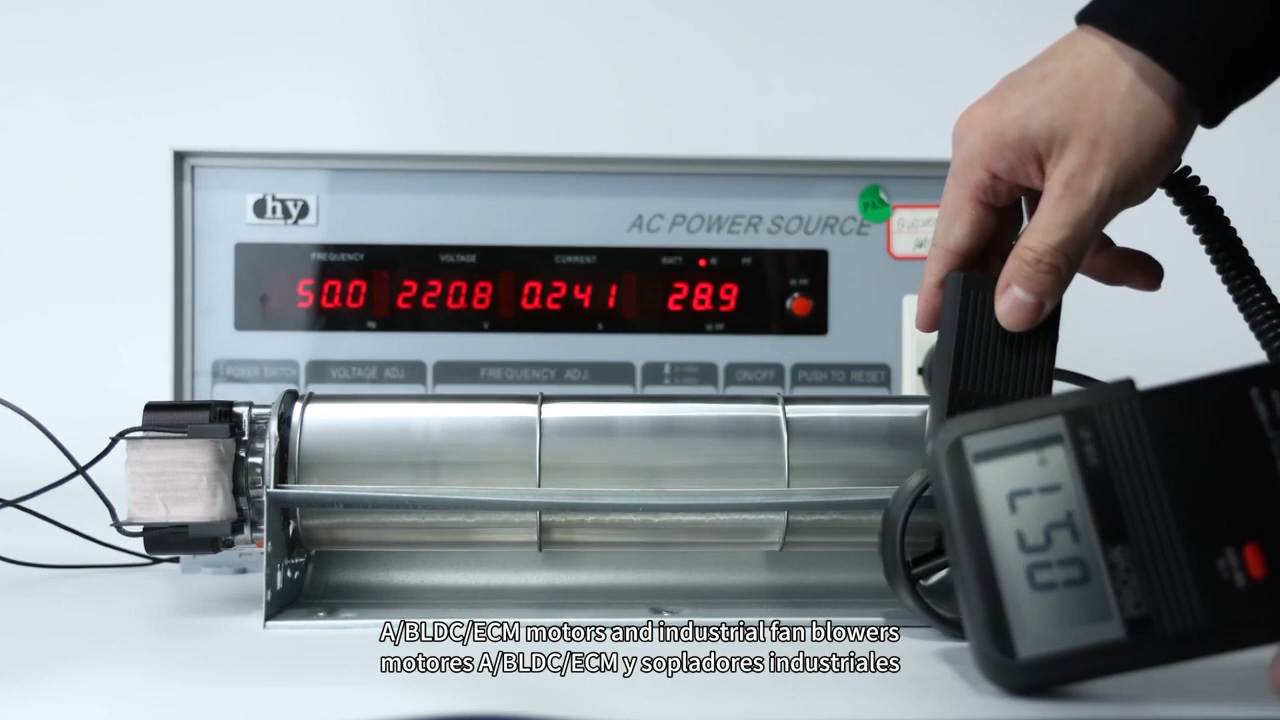 hy
AC POWER SOURCE
FREQUENCY VOLTAGE CURRENT WATT PF
50.0 220.8 0.241 28.9
POWER SWITCH VOLTAGE ADJ. FREQUENCY ADJ. ON/OFF PUSH TO RESET
A/BLDC/ECM motors and industrial fan blowers
motores A/BLDC/ECM y sopladores industriales